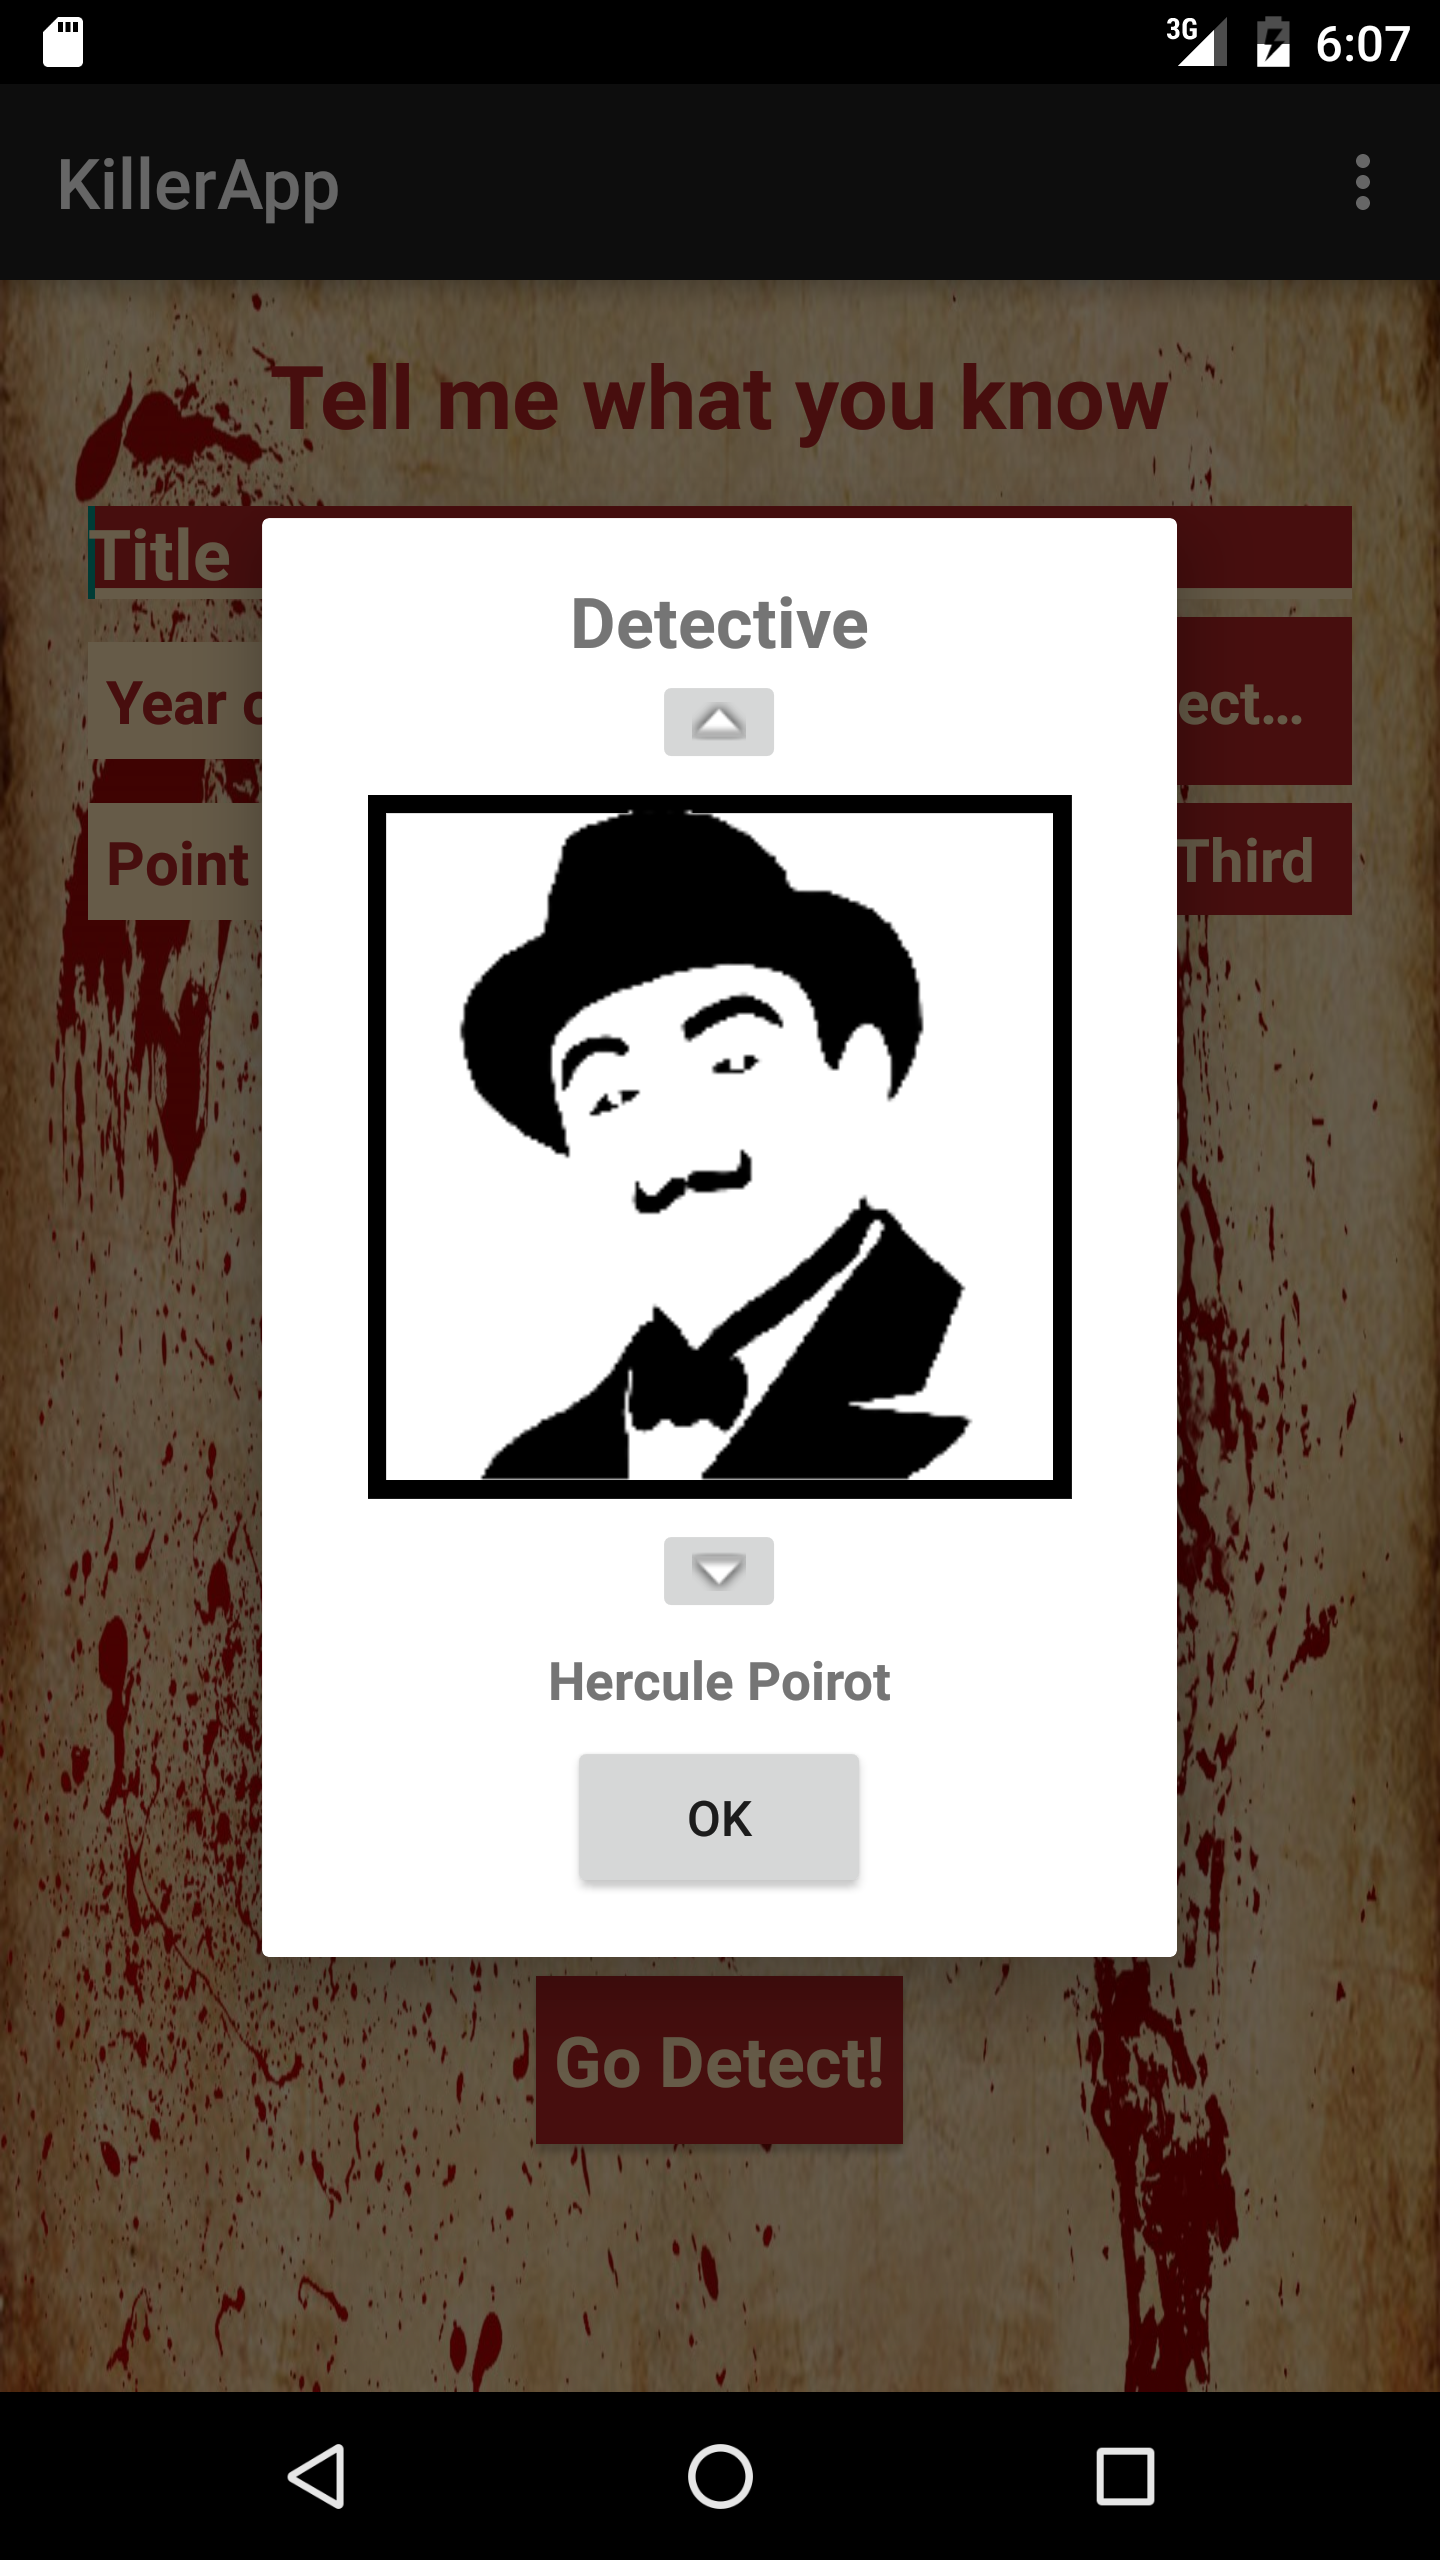 3G 6:07
KillerApp
Tell me what you know
Title
Detective
Year
ect...
Point
Third
Hercule Poirot
OK
Go Detect!